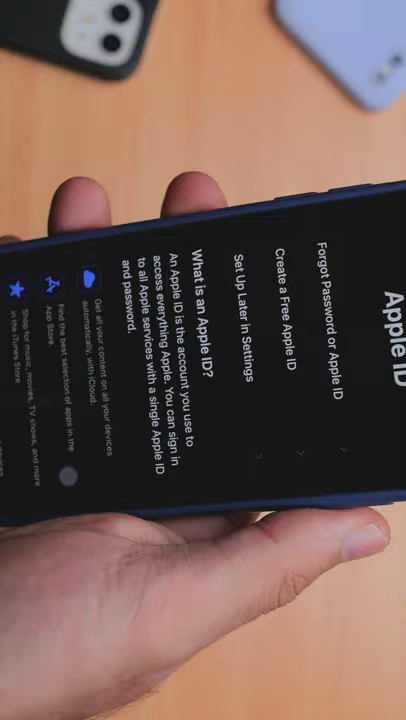 Apple ID
Forgot Password or Apple ID
Create a Free Apple ID
Set Up Later in Settings
What is an Apple ID?
An Apple ID is the account you use to
access everything Apple. You can sign in
to all Apple services with a single Apple ID
and password.
Get all your content on all your devices
automatically, with iCloud.
Find the best selection of apps in the
App Store.
Shop for music, movies, TV shows, and more
in the iTunes Store
devices